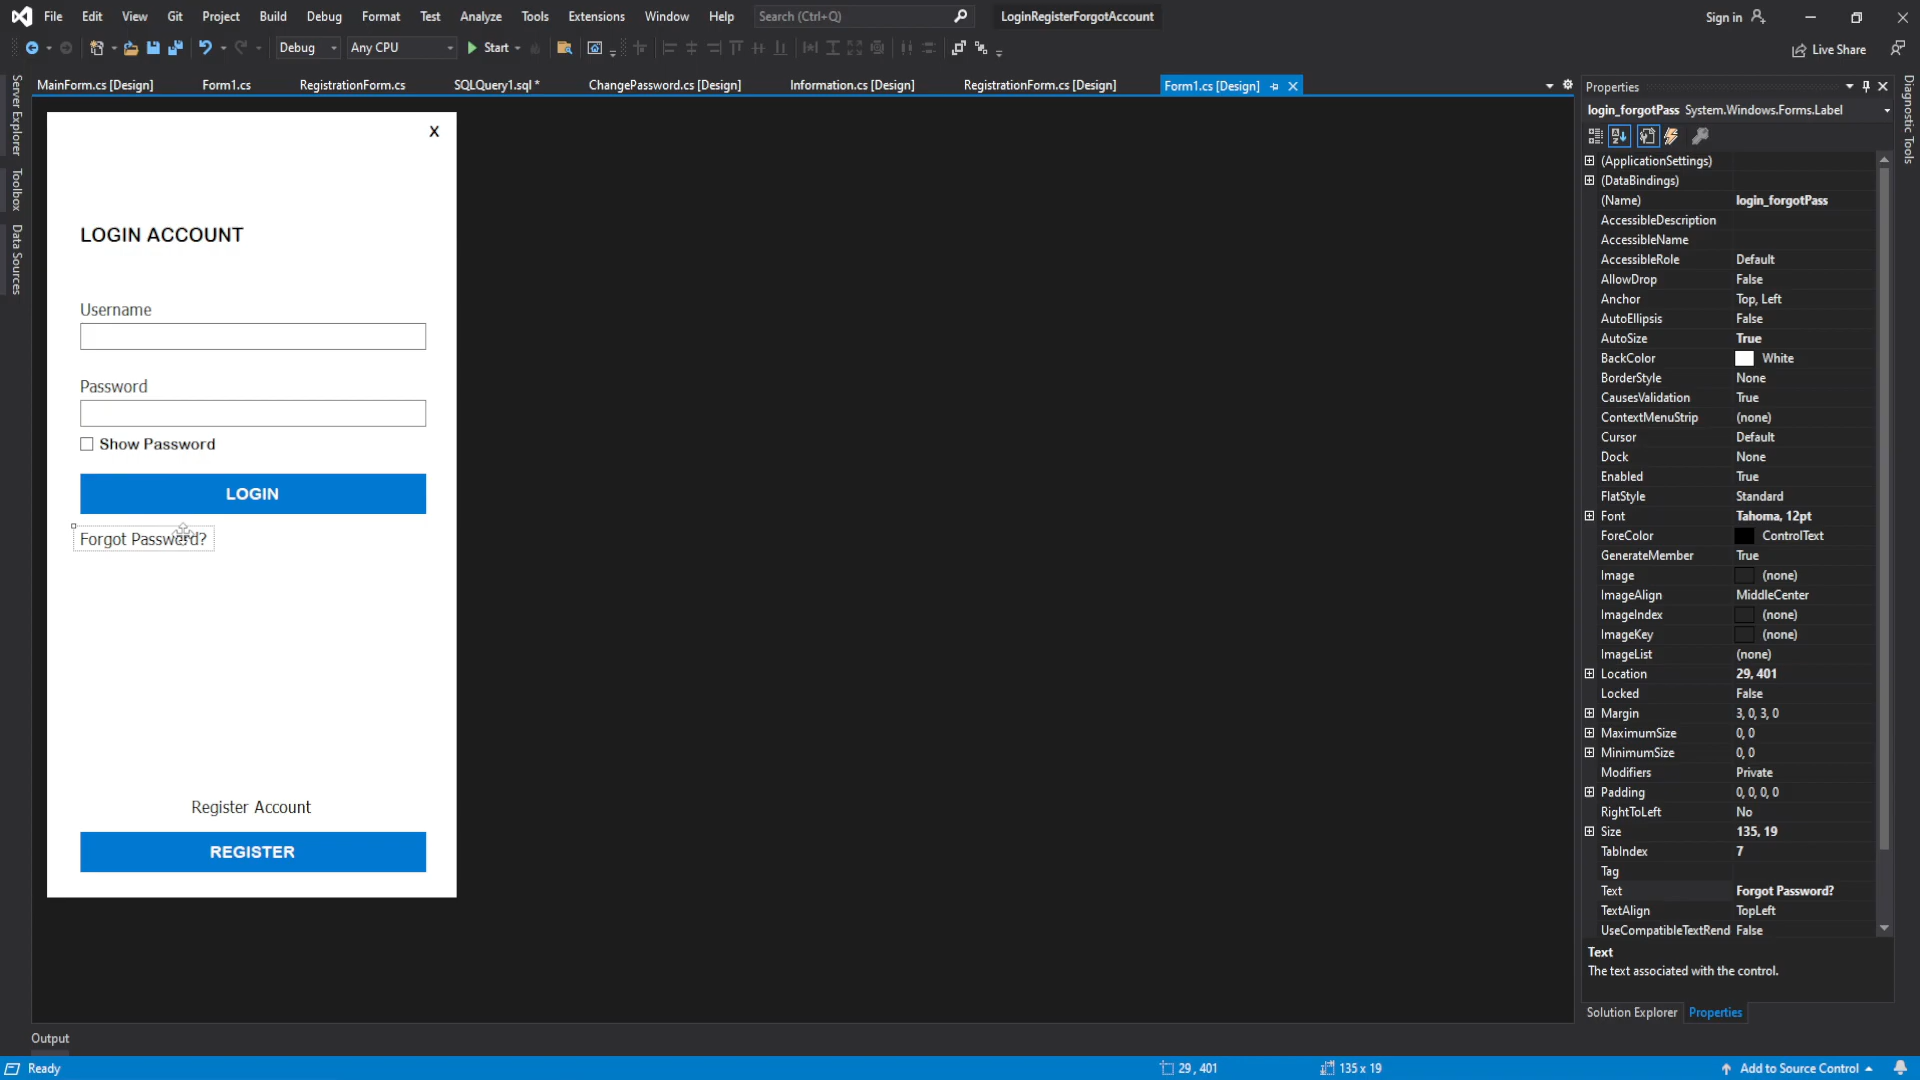 File Edit View Git Project Build Debug Format Test Analyze Tools Extensions Window Help Search (Ctrl+Q) LoginRegisterForgotAccount Sign in
Debug Any CPU Start Live Share
MainForm.cs [Design] Form1.cs RegistrationForm.cs SQLQuery1.sql * ChangePassword.cs [Design] Information.cs [Design] RegistrationForm.cs [Design] Form1.cs [Design]
Server Explorer
Toolbox
Data Sources
X
LOGIN ACCOUNT
Username
Password
Show Password
LOGIN
Forgot Password?
Register Account
REGISTER
Properties
login_forgotPass System.Windows.Forms.Label
(ApplicationSettings)
(DataBindings)
(Name) login_forgotPass
AccessibleDescription
AccessibleName
AccessibleRole Default
AllowDrop False
Anchor Top, Left
AutoEllipsis False
AutoSize True
BackColor White
BorderStyle None
CausesValidation True
ContextMenuStrip (none)
Cursor Default
Dock None
Enabled True
FlatStyle Standard
Font Tahoma, 12pt
ForeColor ControlText
GenerateMember True
Image (none)
ImageAlign MiddleCenter
ImageIndex (none)
ImageKey (none)
ImageList (none)
Location 29, 401
Locked False
Margin 3, 0, 3, 0
MaximumSize 0, 0
MinimumSize 0, 0
Modifiers Private
Padding 0, 0, 0, 0
RightToLeft No
Size 135, 19
TabIndex 7
Tag
Text Forgot Password?
TextAlign TopLeft
UseCompatibleTextRend False
Text
The text associated with the control.
Solution Explorer Properties
Diagnostic Tools
Output
Ready 29 , 401 135 x 19 Add to Source Control